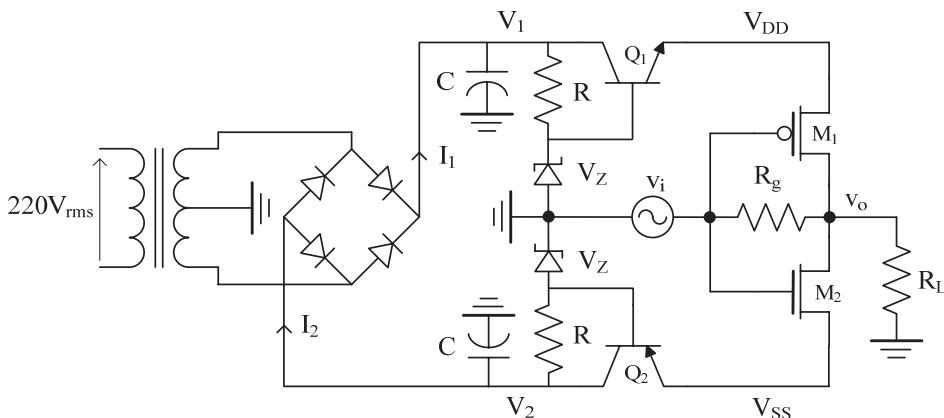 V1
VDD
Q1
C
R
M1
I1
VZ
vi
Rg
vo
220Vrms
VZ
M2
RL
I2
C
R
Q2
V2
VSS